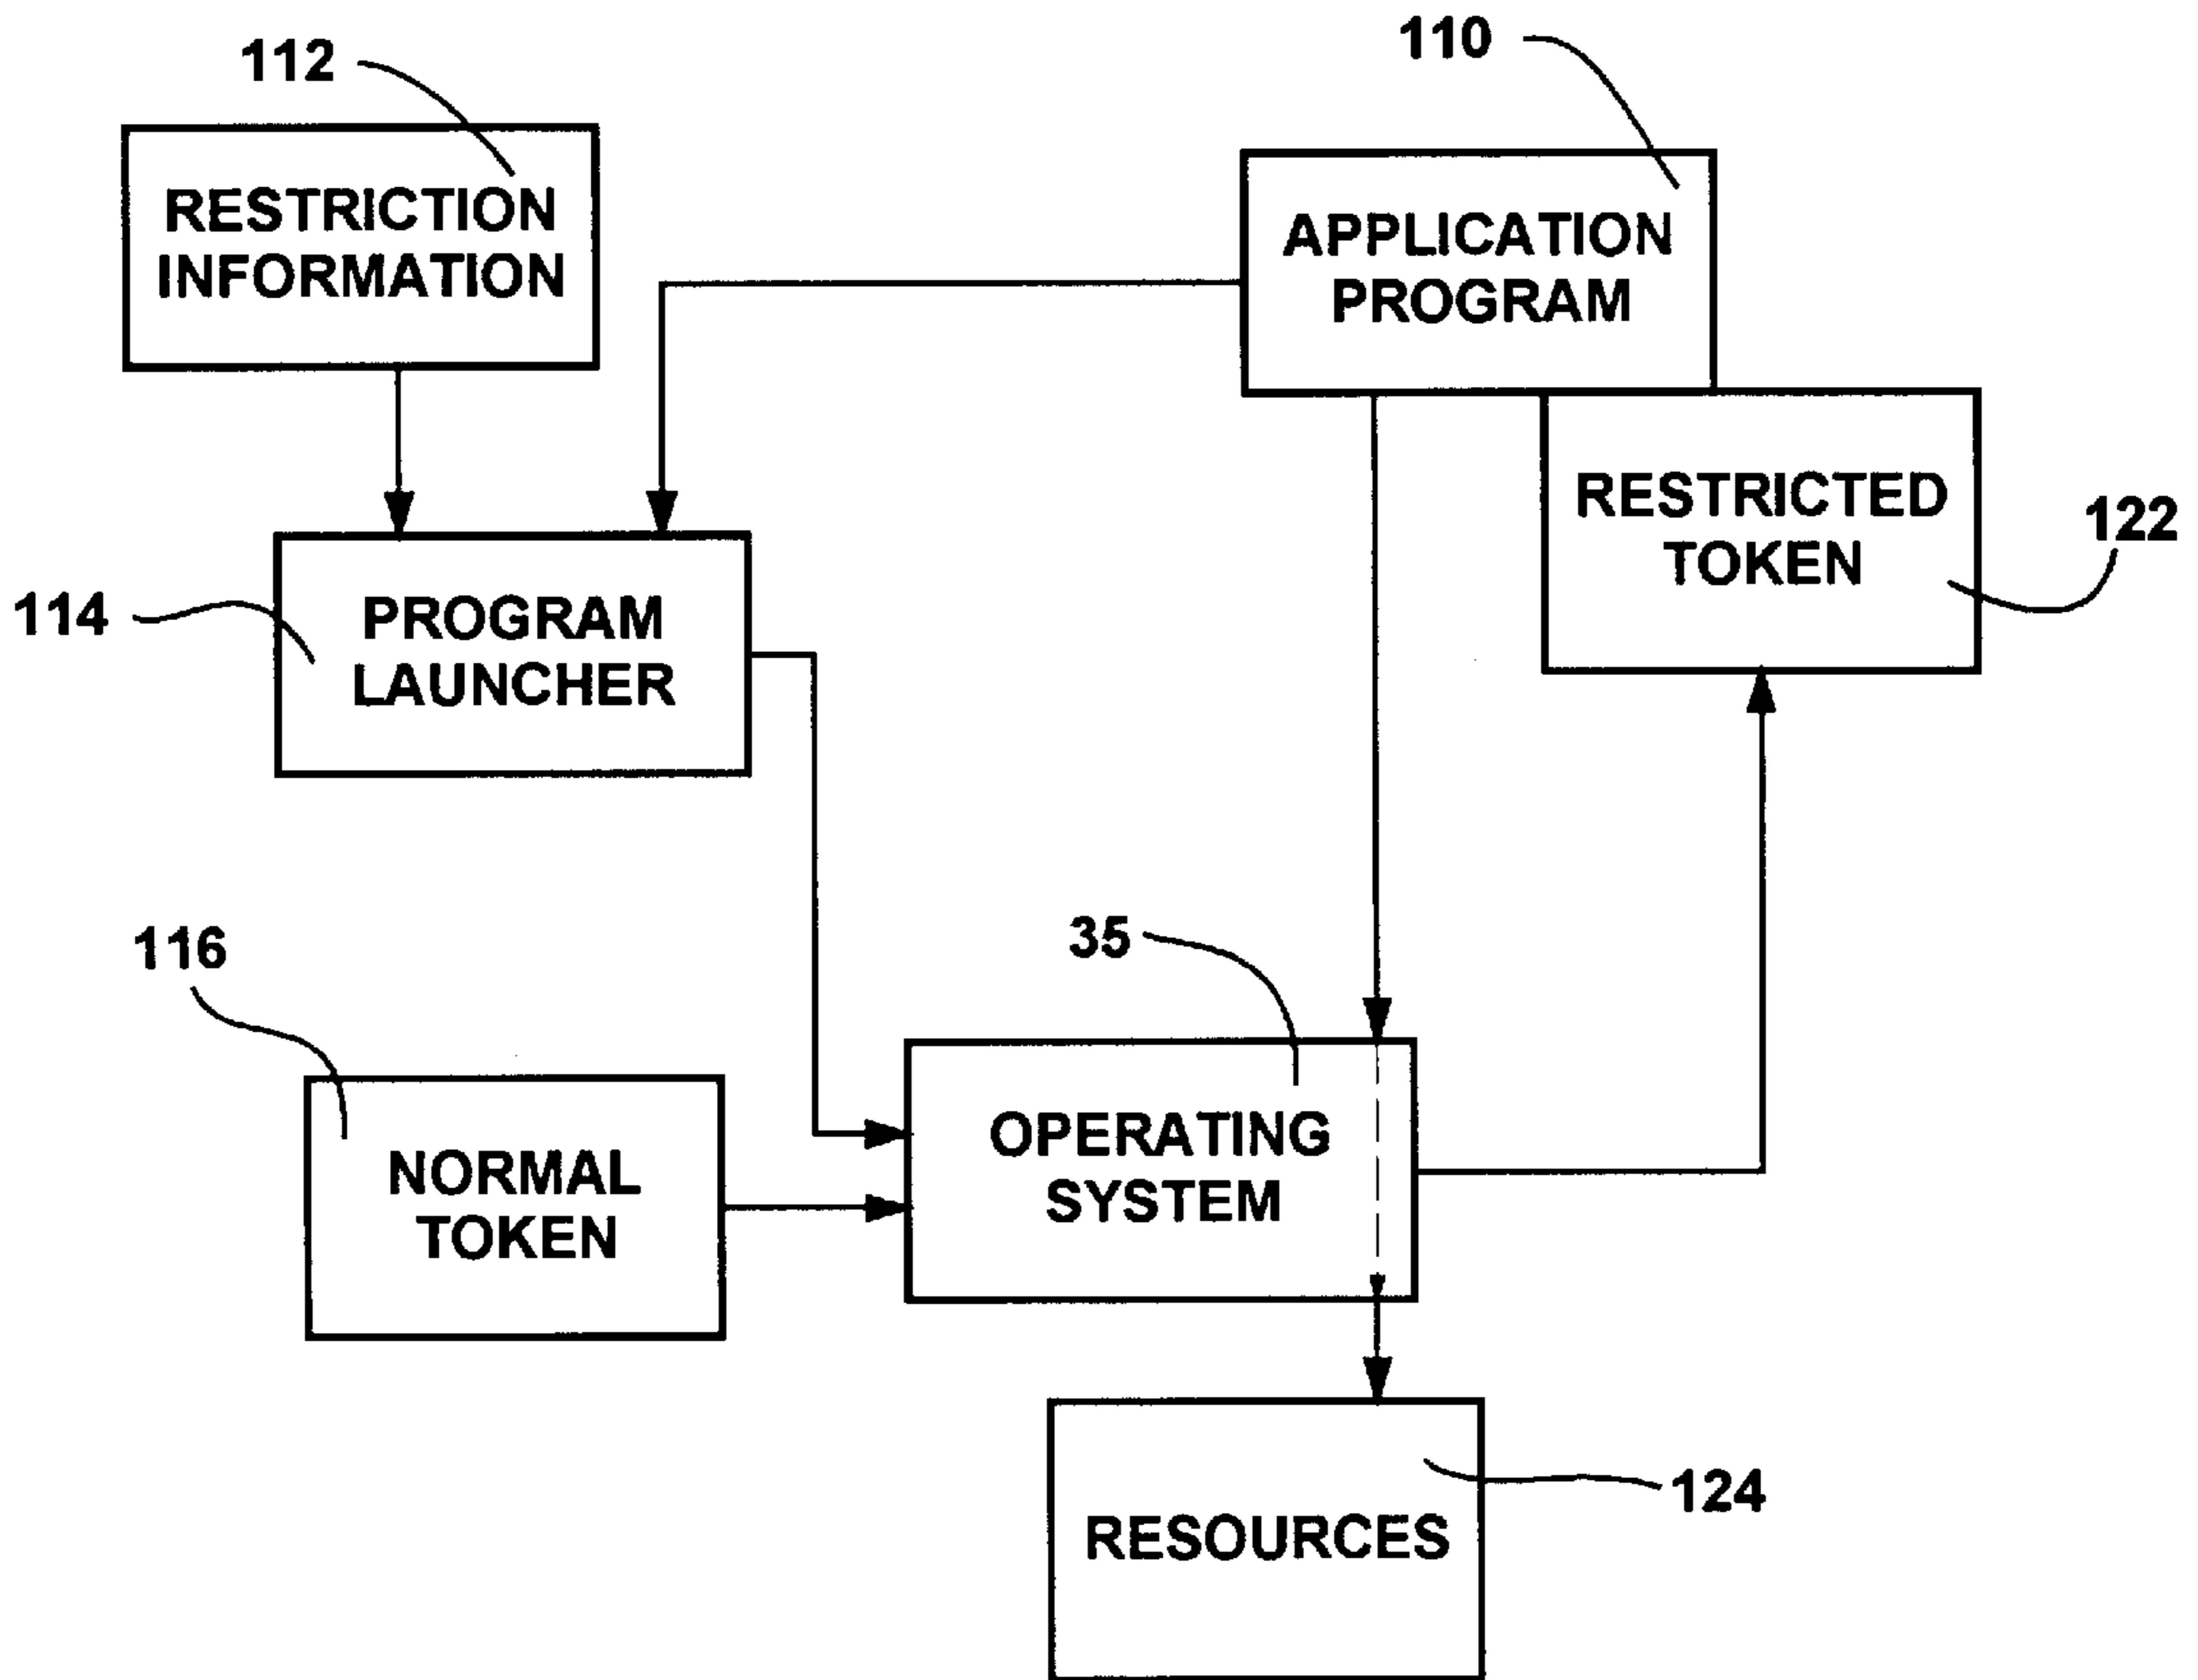 112
110
RESTRICTION
INFORMATION
APPLICATION
PROGRAM
RESTRICTED
TOKEN
122
114
PROGRAM
LAUNCHER
116
35
NORMAL
TOKEN
OPERATING
SYSTEM
RESOURCES
124